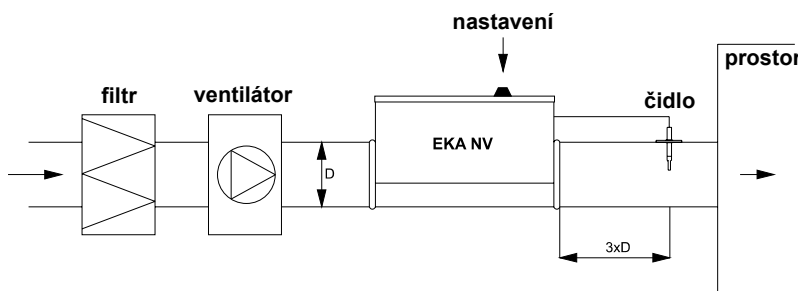 nastavení
prostor
filtr
ventilátor
čidlo
EKA NV
D
3xD